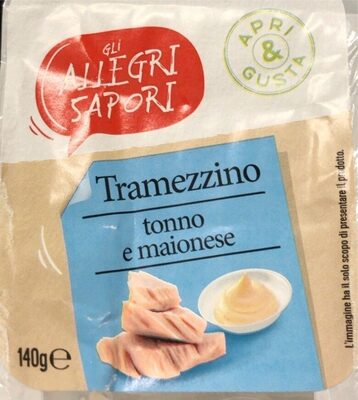 GLI
ALLEGRI
SAPORI
APRI
&
GUSTA
Tramezzino
tonno
e maionese
140g e
L'immagine ha il solo scopo di presentare il prodotto.